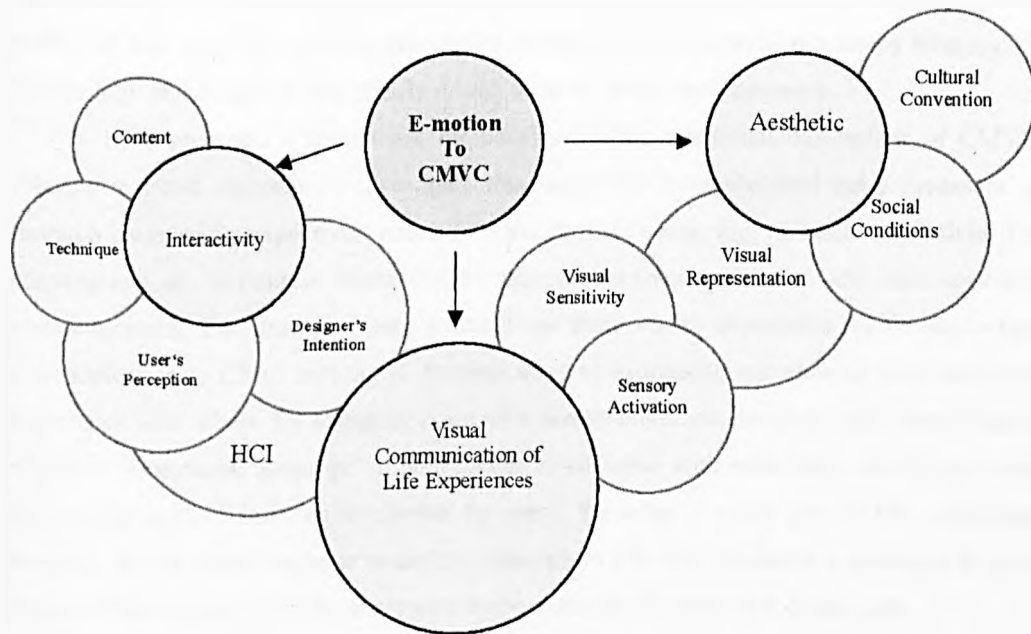 E-motion
To
CMVC
Content
Technique
Interactivity
User's
Perception
Designer's
Intention
HCI
Visual
Communication of
Life Experiences
Visual
Sensitivity
Sensory
Activation
Visual
Representation
Aesthetic
Cultural
Convention
Social
Conditions